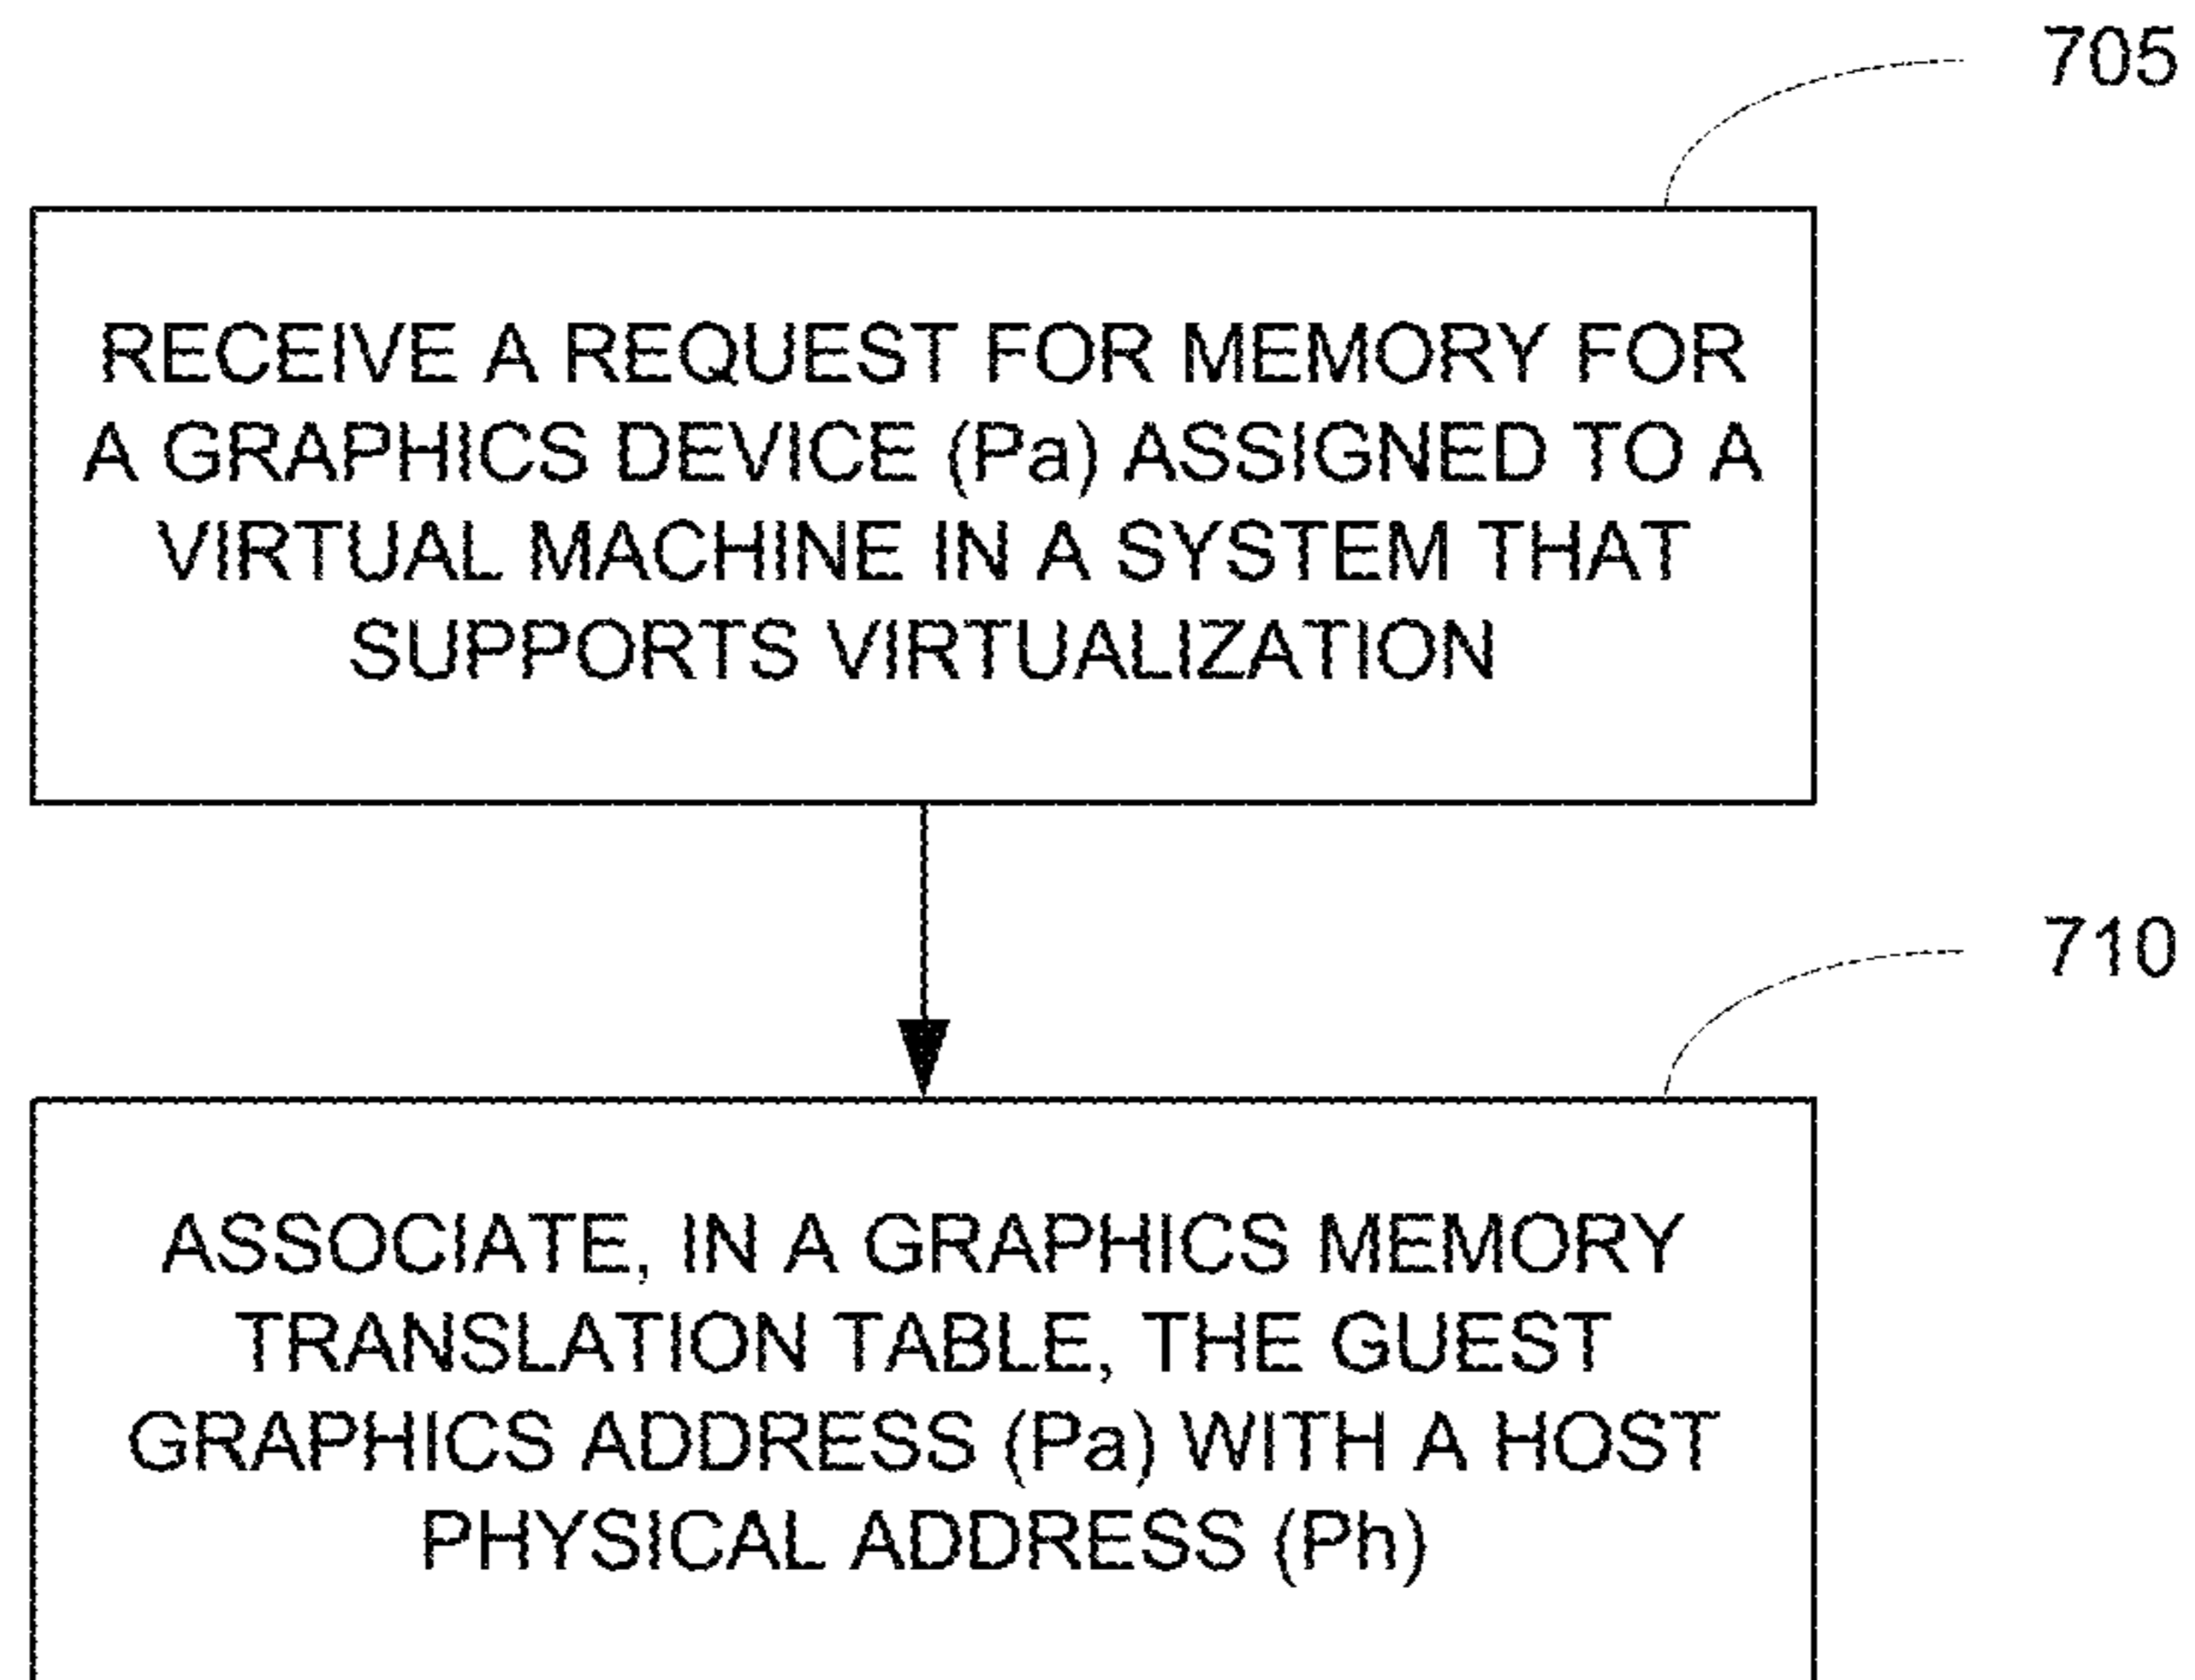 705
RECEIVE A REQUEST FOR MEMORY FOR
A GRAPHICS DEVICE (Pa) ASSIGNED TO A
VIRTUAL MACHINE IN A SYSTEM THAT
SUPPORTS VIRTUALIZATION
710
ASSOCIATE, IN A GRAPHICS MEMORY
TRANSLATION TABLE, THE GUEST
GRAPHICS ADDRESS (Pa) WITH A HOST
PHYSICAL ADDRESS (Ph)